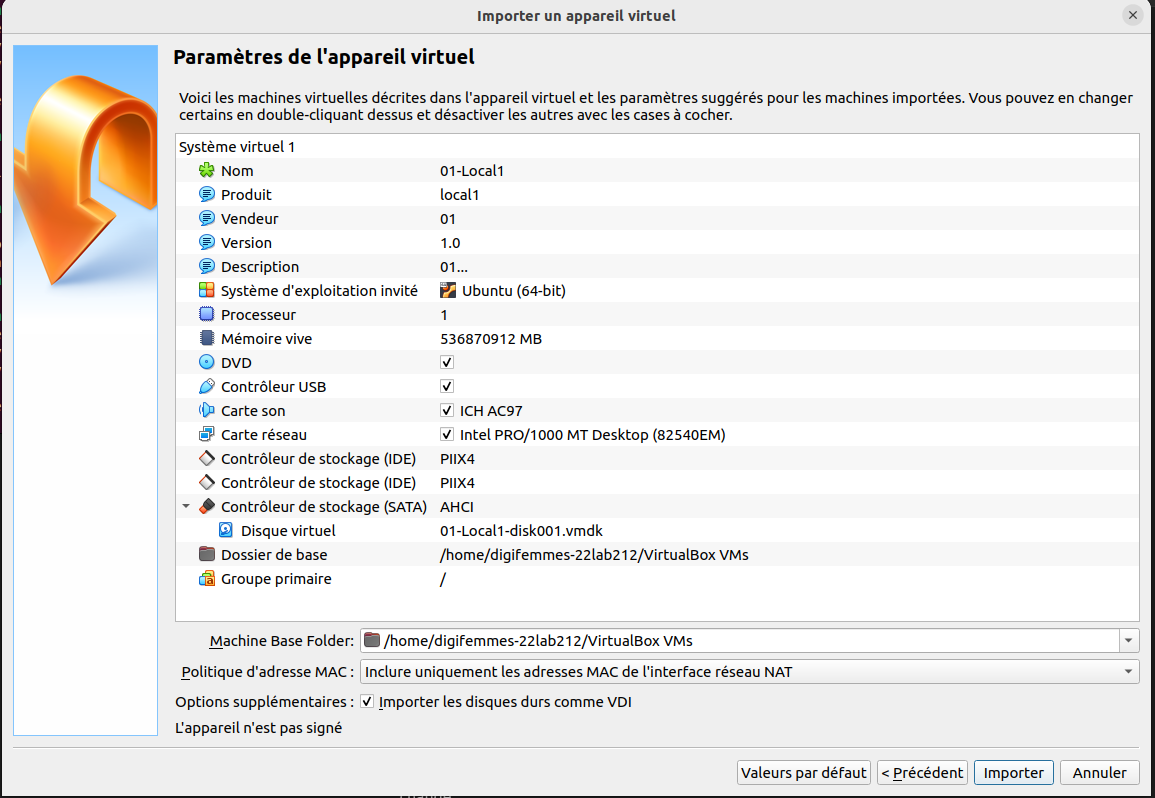 Importer un appareil virtuel
Paramètres de l'appareil virtuel
Voici les machines virtuelles décrites dans l'appareil virtuel et les paramètres suggérés pour les machines importées. Vous pouvez en changer
certains en double-cliquant dessus et désactiver les autres avec les cases à cocher.
Système virtuel 1
Nom 01-Local1
Produit local1
Vendeur 01
Version 1.0
Description 01...
Système d'exploitation invité Ubuntu (64-bit)
Processeur 1
Mémoire vive 536870912 MB
DVD
Contrôleur USB
Carte son ICH AC97
Carte réseau Intel PRO/1000 MT Desktop (82540EM)
Contrôleur de stockage (IDE) PIIX4
Contrôleur de stockage (IDE) PIIX4
Contrôleur de stockage (SATA) AHCI
Disque virtuel 01-Local1-disk001.vmdk
Dossier de base /home/digifemmes-22lab212/VirtualBox VMs
Groupe primaire /
Machine Base Folder: /home/digifemmes-22lab212/VirtualBox VMs
Politique d'adresse MAC : Inclure uniquement les adresses MAC de l'interface réseau NAT
Options supplémentaires : Importer les disques durs comme VDI
L'appareil n'est pas signé
Valeurs par défaut < Précédent Importer Annuler